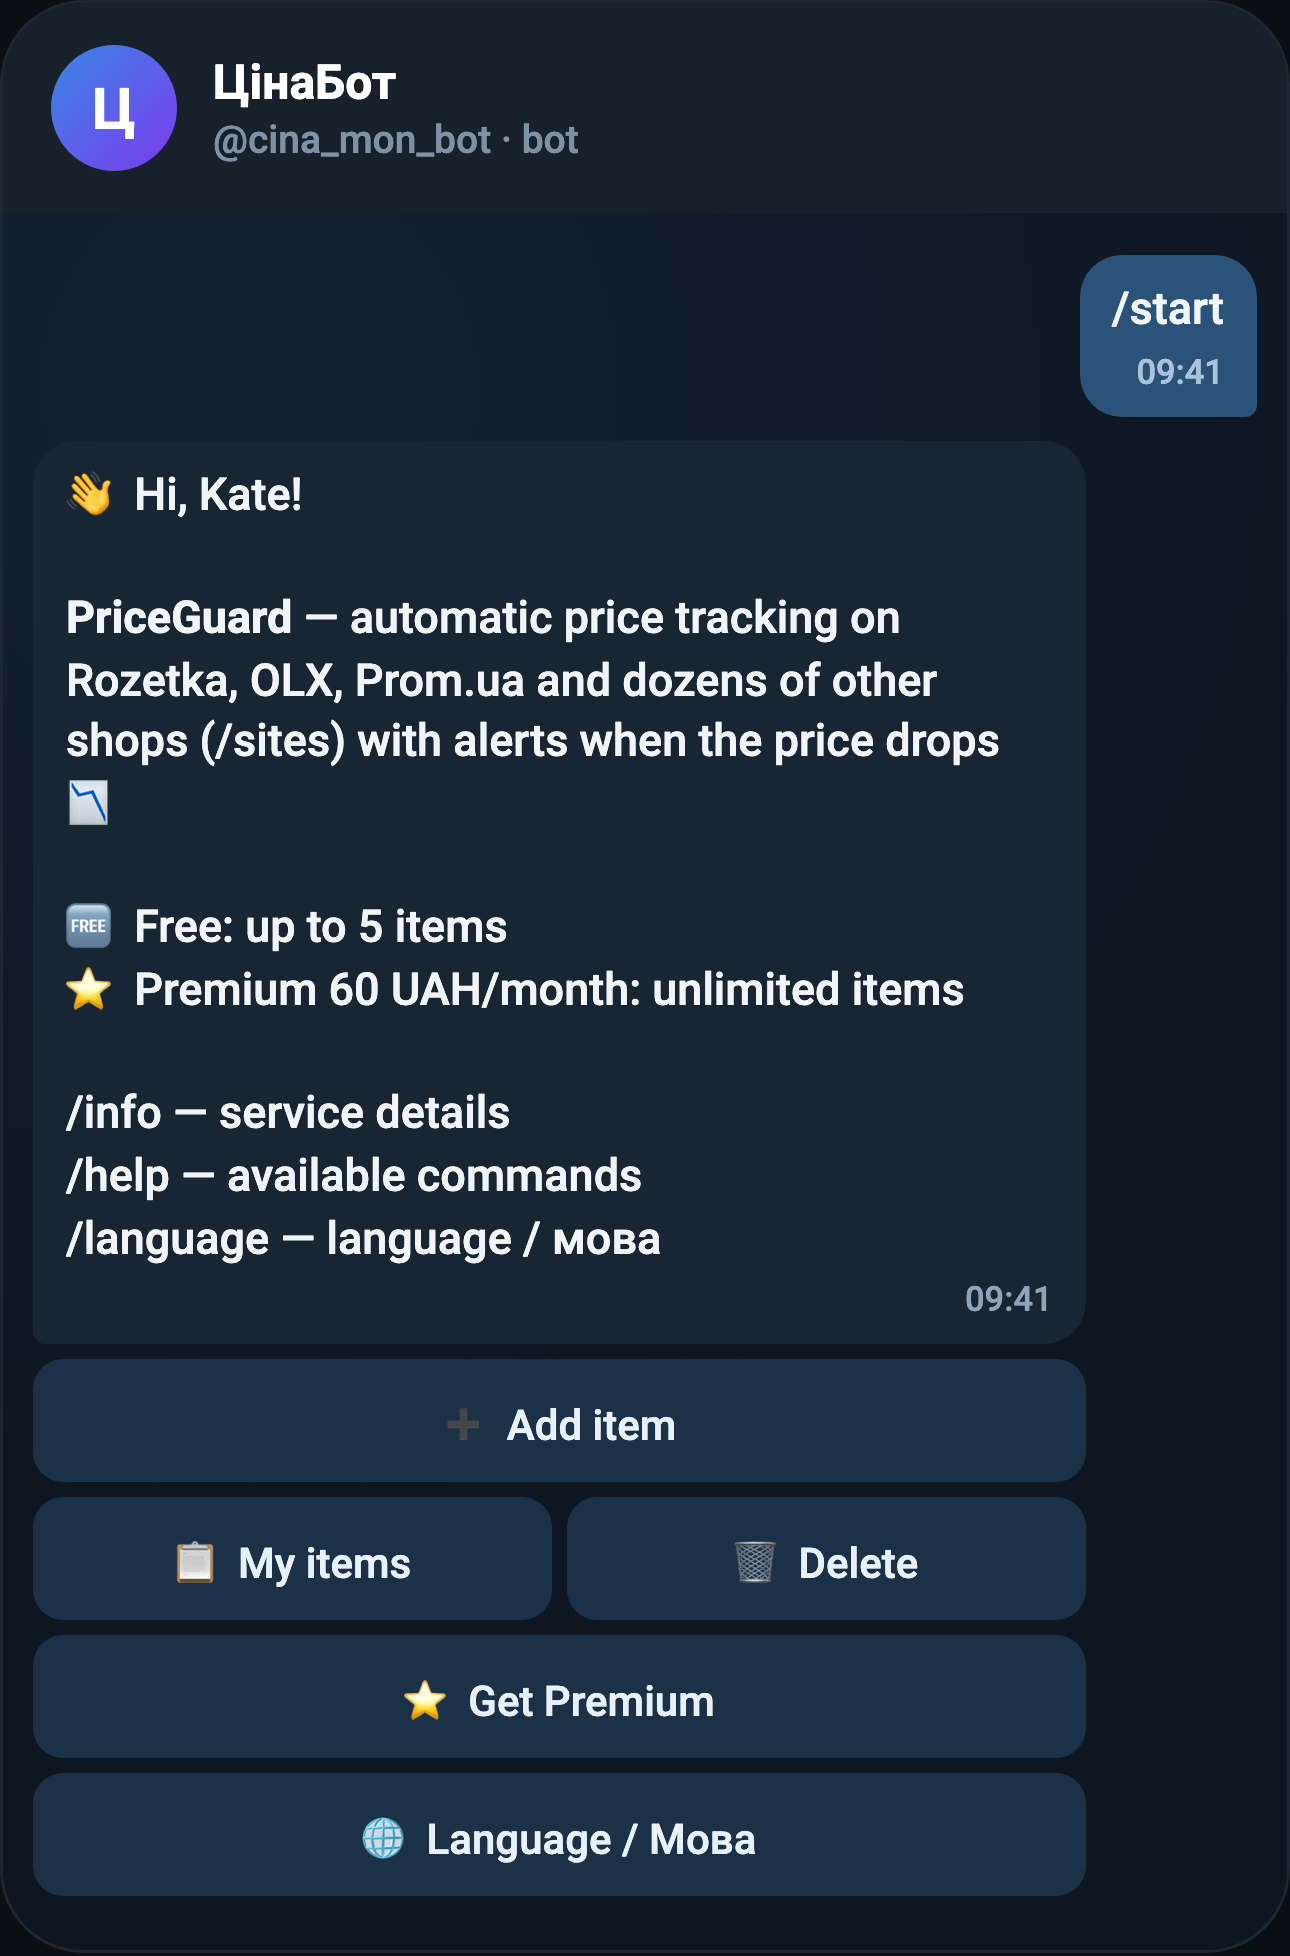 Ц
ЦінаБот
@cina_mon_bot · bot
/start
09:41
👋 Hi, Kate!
PriceGuard — automatic price tracking on
Rozetka, OLX, Prom.ua and dozens of other
shops (/sites) with alerts when the price drops
📉
🆓 Free: up to 5 items
⭐ Premium 60 UAH/month: unlimited items
/info — service details
/help — available commands
/language — language / мова
09:41
➕ Add item
📋 My items
🗑️ Delete
⭐ Get Premium
🌐 Language / Мова